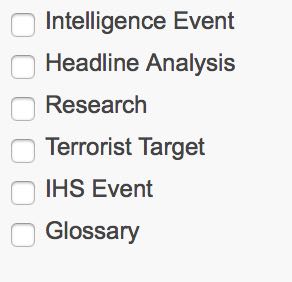 Intelligence Event
Headline Analysis
Research
Terrorist Target
IHS Event
Glossary